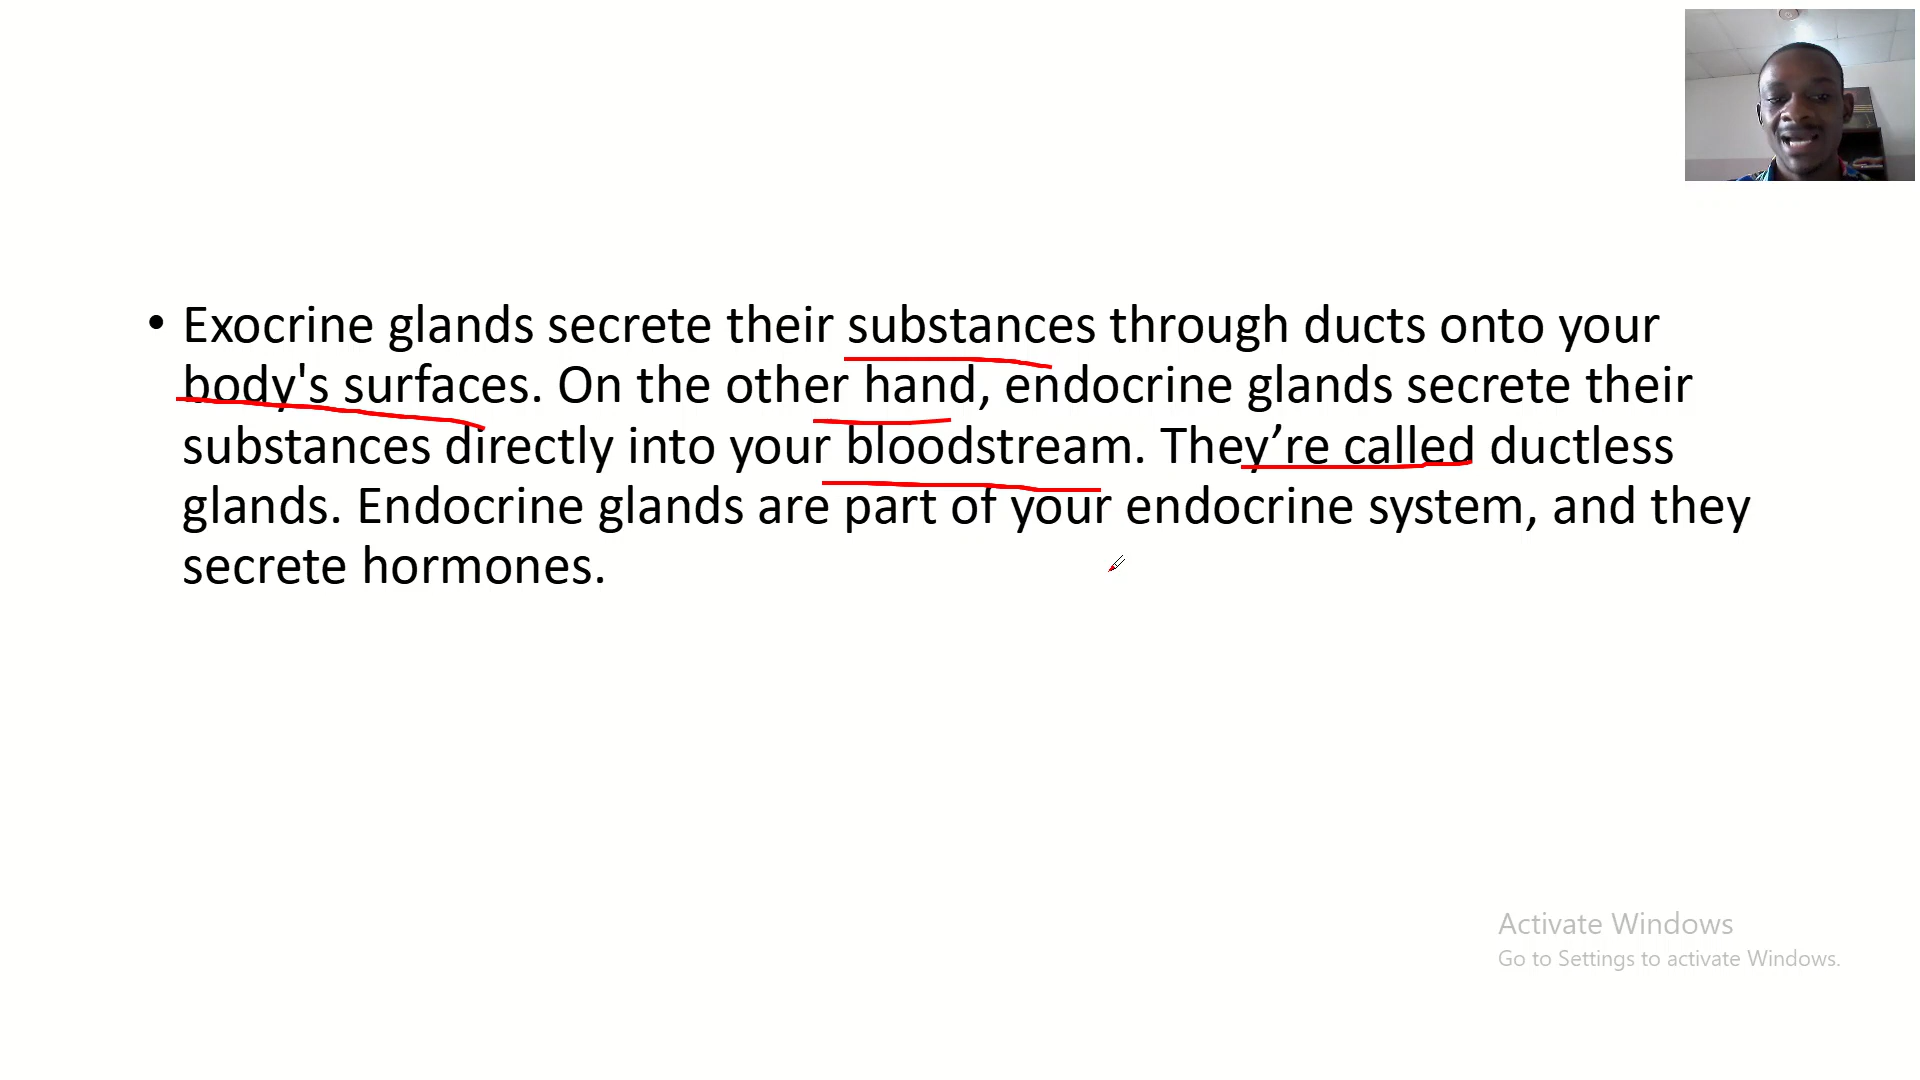 • Exocrine glands secrete their substances through ducts onto your
body's surfaces. On the other hand, endocrine glands secrete their
substances directly into your bloodstream. They’re called ductless
glands. Endocrine glands are part of your endocrine system, and they
secrete hormones.
Activate Windows
Go to Settings to activate Windows.